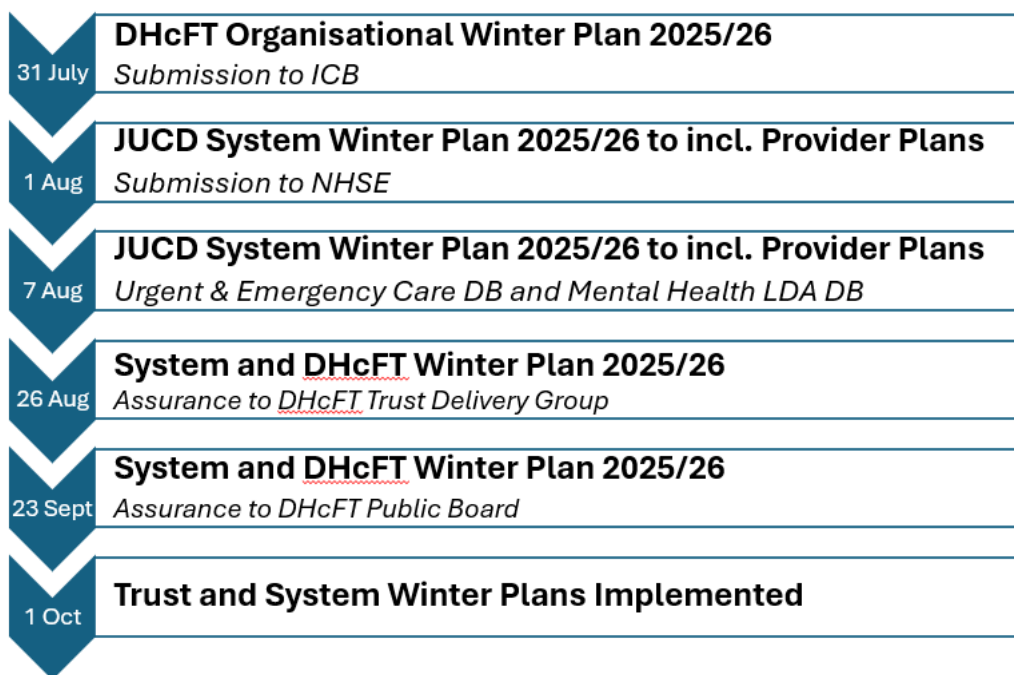 31 July
DHcFT Organisational Winter Plan 2025/26
Submission to ICB
1 Aug
JUCD System Winter Plan 2025/26 to incl. Provider Plans
Submission to NHSE
7 Aug
JUCD System Winter Plan 2025/26 to incl. Provider Plans
Urgent & Emergency Care DB and Mental Health LDA DB
26 Aug
System and DHcFT Winter Plan 2025/26
Assurance to DHcFT Trust Delivery Group
23 Sept
System and DHcFT Winter Plan 2025/26
Assurance to DHcFT Public Board
1 Oct
Trust and System Winter Plans Implemented